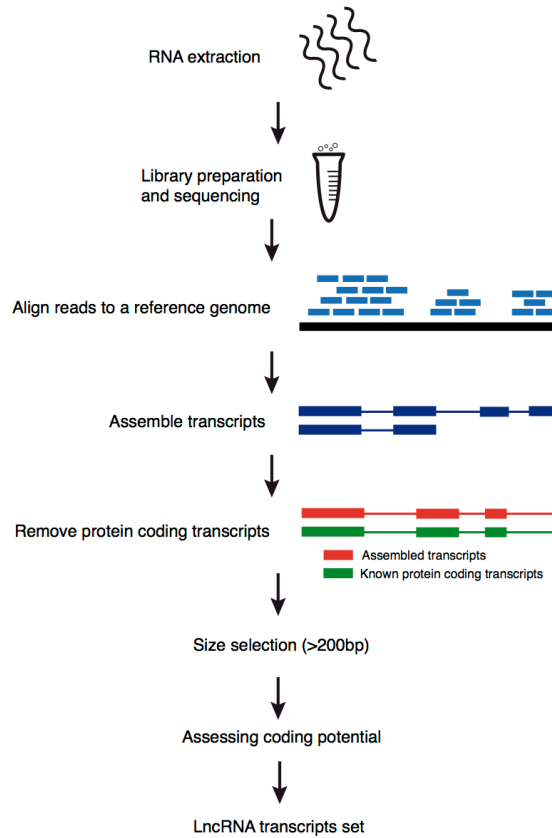 RNA extraction
Library preparation
and sequencing
Align reads to a reference genome
Assemble transcripts
Remove protein coding transcripts
Assembled transcripts
Known protein coding transcripts
Size selection (>200bp)
Assessing coding potential
LncRNA transcripts set